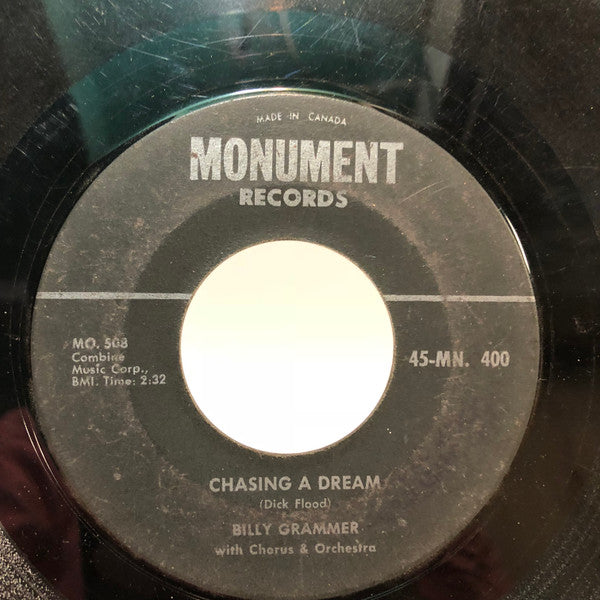 MADE IN CANADA
MONUMENT
RECORDS
MO. 508
Combine
Music Corp.,
BMI. Time: 2:32
45-MN. 400
CHASING A DREAM
(Dick Flood)
BILLY GRAMMER
with Chorus & Orchestra